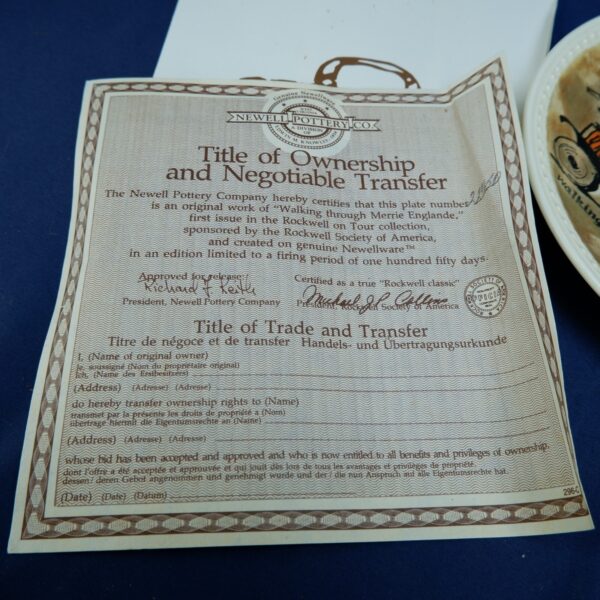 Genuine Newellware
NEWELL POTTERY CO.
A DIVISION
OF
EDWIN M. KNOWLES
Title of Ownership
and Negotiable Transfer
The Newell Pottery Company hereby certifies that this plate number
is an original work of “Walking through Merrie Englande,”
first issue in the Rockwell on Tour collection,
sponsored by the Rockwell Society of America,
and created on genuine Newellware™
in an edition limited to a firing period of one hundred fifty days.
Approved for release: Certified as a true "Rockwell classic"
Richard F Keith
President, Newell Pottery Company President, Rockwell Society of America
Title of Trade and Transfer
Titre de négoce et de transfer Handels- und Übertragungsurkunde
I, (Name of original owner)
Je, soussigné (Nom du propriétaire original)
Ich, (Name des Erstbesitzers)
(Address) (Adresse) (Adresse)
do hereby transfer ownership rights to (Name)
transmet par la présente les droits de propriété a (Nom)
übertrage hiermit die Eigentumsrechte an (Name)
(Address) (Adresse) (Adresse)
whose bid has been accepted and approved and who is now entitled to all benefits and privileges of ownership.
dont l'offre a été acceptée et approuvée et qui jouit dès lors de tous les avantages et privilèges de propriété.
dessen / deren Gebot angenommen und genehmigt wurde und der / die nun Anspruch auf alle Eigentumsrechte hat.
(Date) (Date) (Datum)